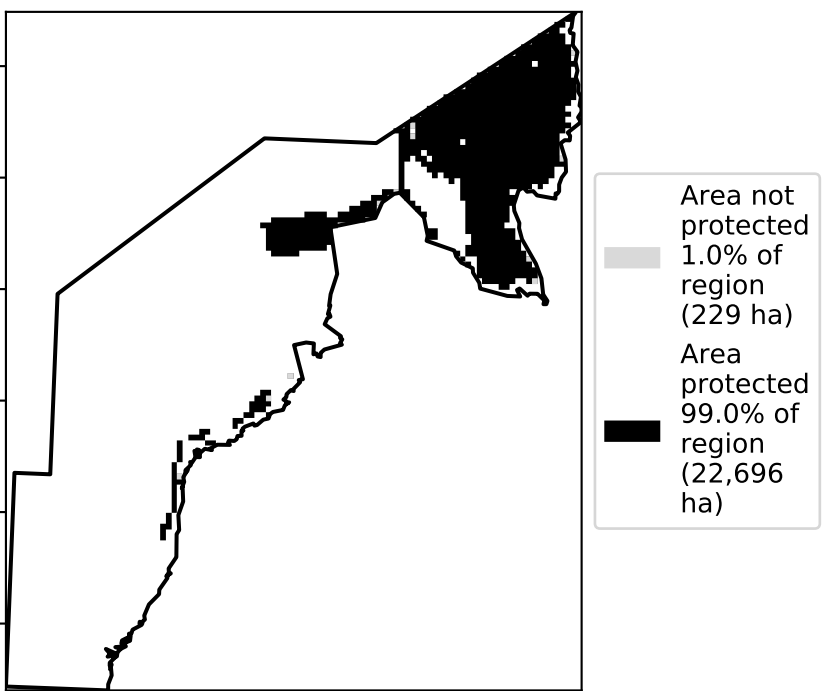 Area not
protected
1.0% of
region
(229 ha)
Area
protected
99.0% of
region
(22,696
ha)